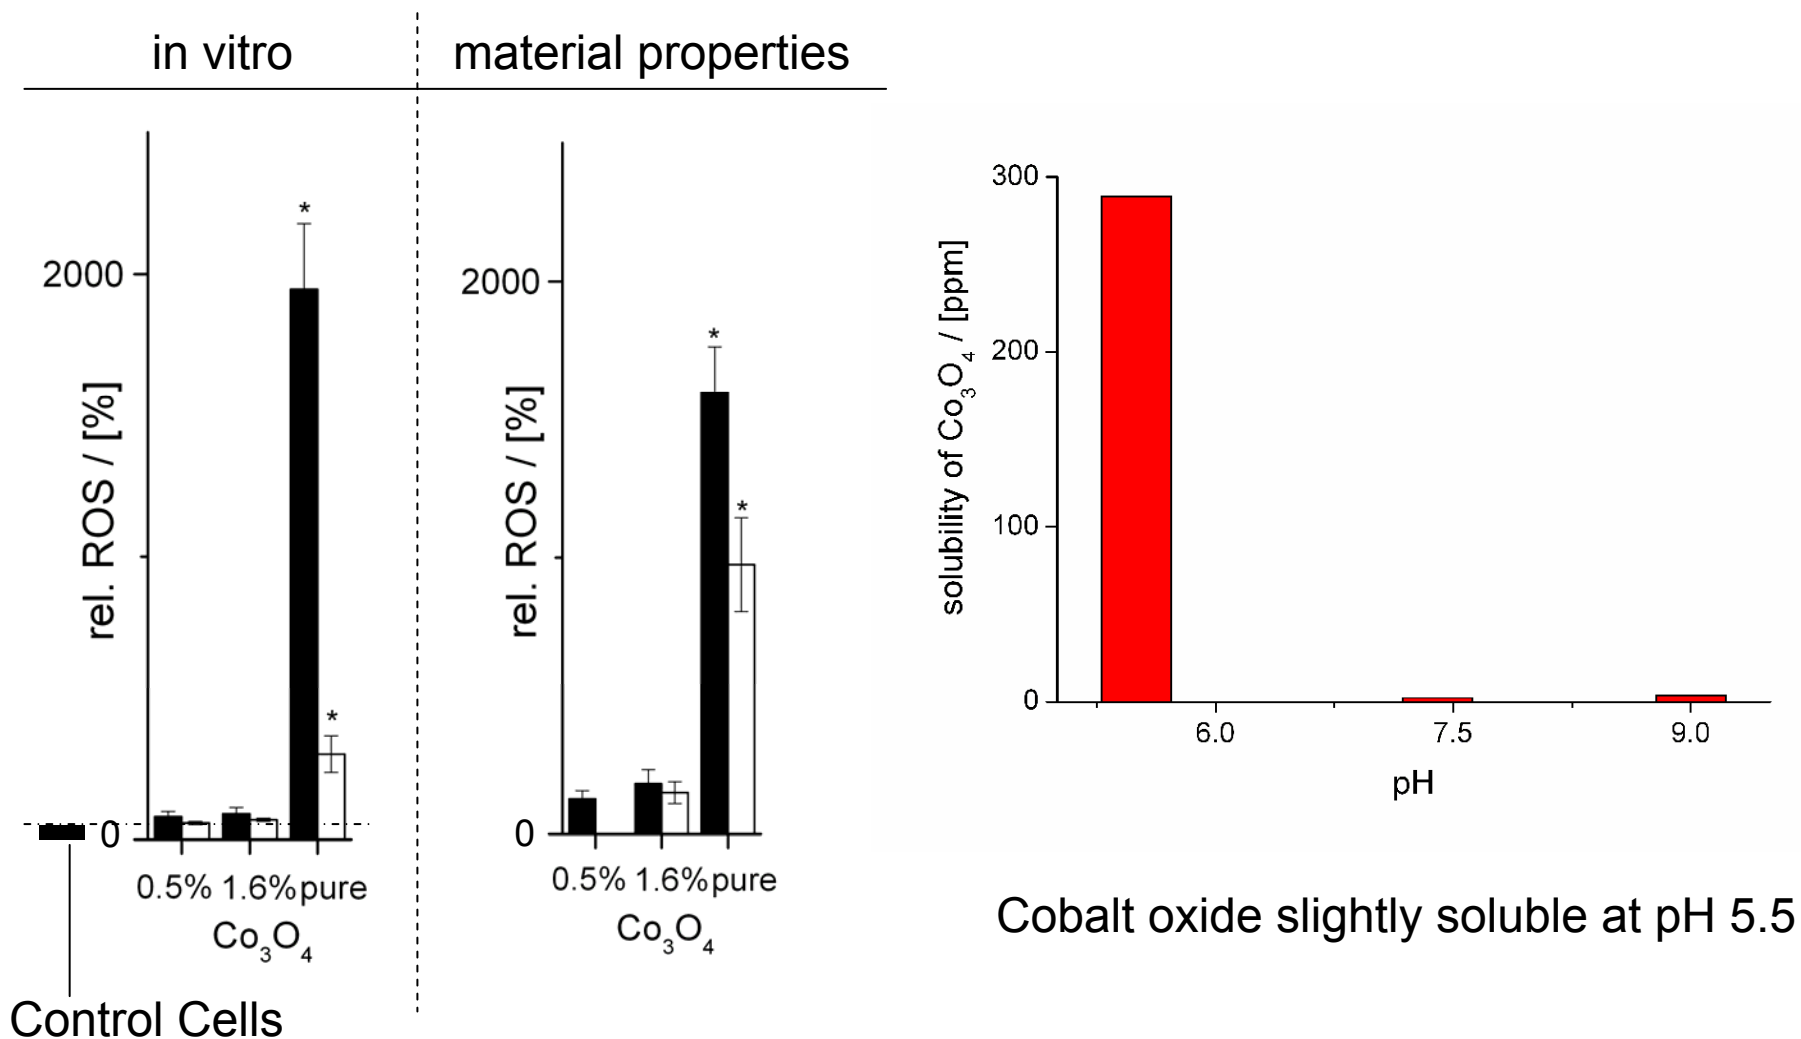 in vitro
material properties
rel. ROS / [%]
2000
0
*
*
0.5% 1.6% pure
Co₃O₄
Control Cells
rel. ROS / [%]
2000
0
*
*
0.5% 1.6% pure
Co₃O₄
solubility of Co₃O₄ / [ppm]
300
200
100
0
6.0 7.5 9.0
pH
Cobalt oxide slightly soluble at pH 5.5